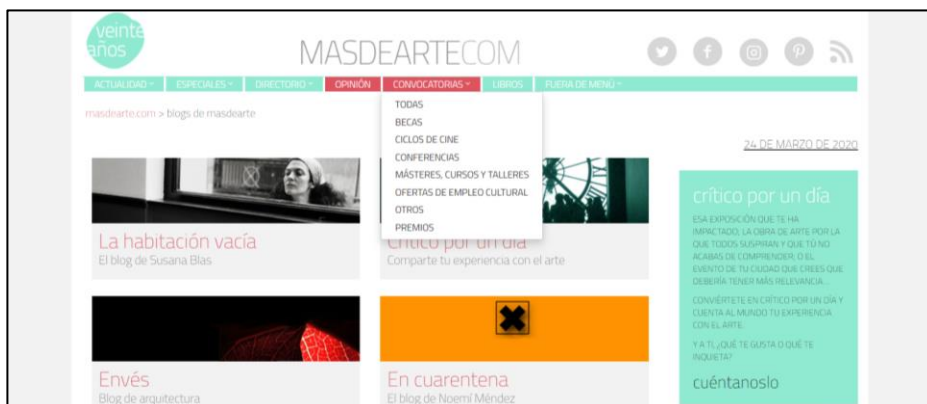 veinte
años
MASDEARTECOM
ACTUALIDAD ESPECIALES DIRECTORIO OPINIÓN CONVOCATORIAS LIBROS FUERA DE MENÚ
masdearte.com > blogs de masdearte
TODAS
BECAS
CICLOS DE CINE
CONFERENCIAS
MÁSTERES, CURSOS Y TALLERES
OFERTAS DE EMPLEO CULTURAL
OTROS
PREMIOS
24 DE MARZO DE 2020
La habitación vacía
El blog de Susana Blas
Crítico por un día
Comparte tu experiencia con el arte
Envés
Blog de arquitectura
En cuarentena
El blog de Noemí Méndez
crítico por un día
ESA EXPOSICIÓN QUE TE HA
IMPACTADO; LA OBRA DE ARTE POR LA
QUE TODOS SUSPIRAN Y QUE TÚ NO
ACABAS DE COMPRENDER; O EL
EVENTO DE TU CIUDAD QUE CREES QUE
DEBERÍA TENER MÁS RELEVANCIA...
CONVIÉRTETE EN CRÍTICO POR UN DÍA Y
CUENTA AL MUNDO TU EXPERIENCIA
CON EL ARTE.
Y A TI, ¿QUÉ TE GUSTA O QUÉ TE
INQUIETA?
cuéntanoslo